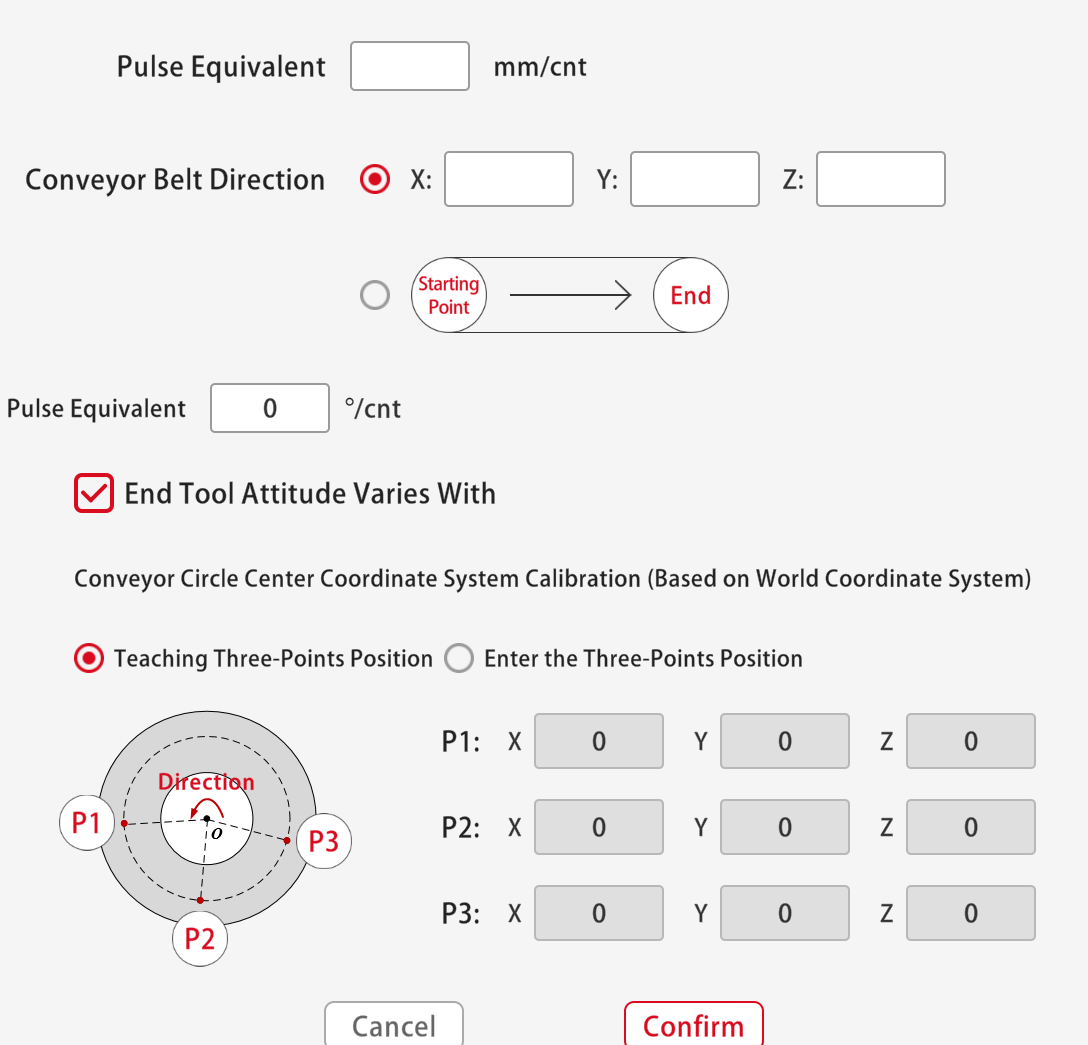 Pulse Equivalent mm/cnt
Conveyor Belt Direction X: Y: Z:
Starting
Point
End
Pulse Equivalent 0 °/cnt
End Tool Attitude Varies With
Conveyor Circle Center Coordinate System Calibration (Based on World Coordinate System)
Teaching Three-Points Position Enter the Three-Points Position
Direction
P1
o
P3
P2
P1: X 0 Y 0 Z 0
P2: X 0 Y 0 Z 0
P3: X 0 Y 0 Z 0
Cancel Confirm